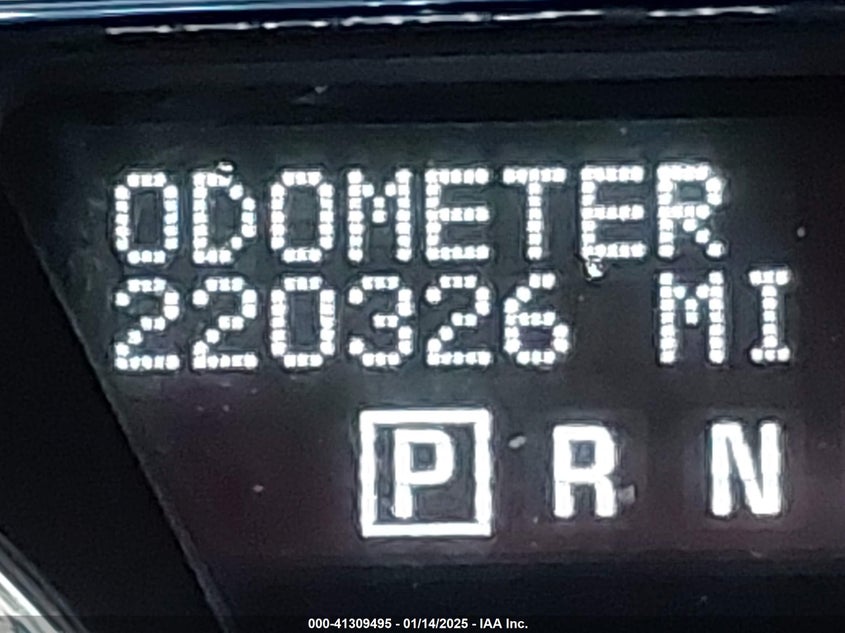 ODOMETER
220326 MI
P R N
000-41309495 - 01/14/2025 - IAA Inc.